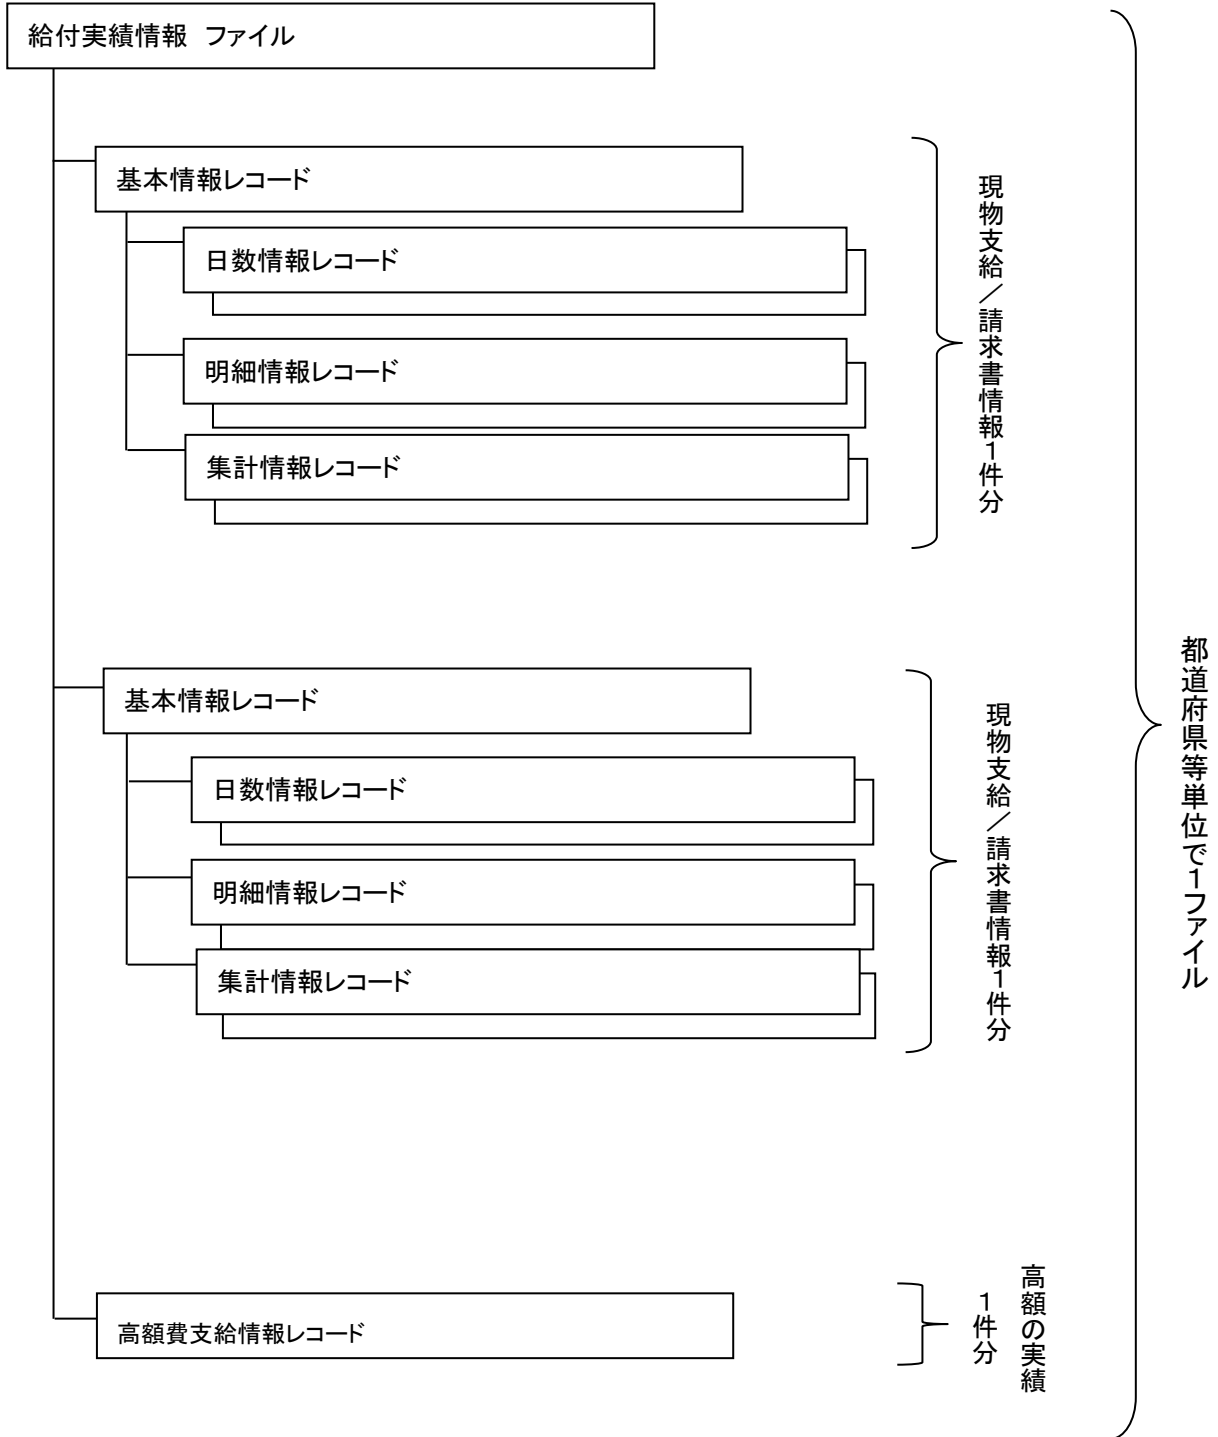 給付実績情報　ファイル
基本情報レコード
日数情報レコード
明細情報レコード
集計情報レコード
現物支給／請求書情報１件分
基本情報レコード
日数情報レコード
明細情報レコード
集計情報レコード
現物支給／請求書情報１件分
高額費支給情報レコード
高額の実績
１件分
都道府県等単位で１ファイル